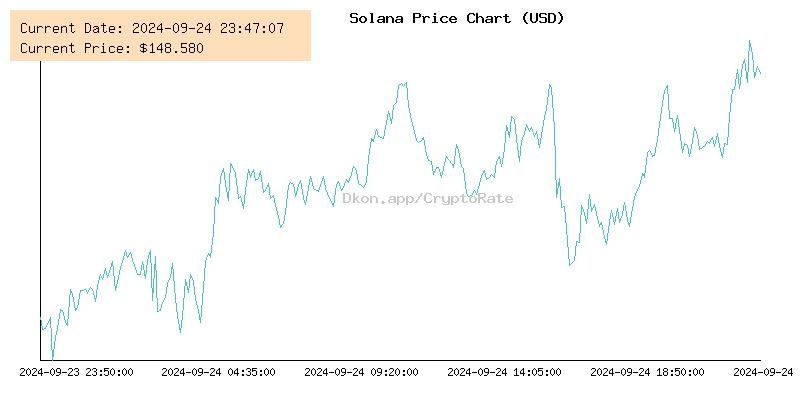 Solana Price Chart (USD)
Current Date: 2024-09-24 23:47:07
Current Price: $148.580
Dkon.app/CryptoRate
2024-09-23 23:50:00 2024-09-24 04:35:00 2024-09-24 09:20:00 2024-09-24 14:05:00 2024-09-24 18:50:00 2024-09-24